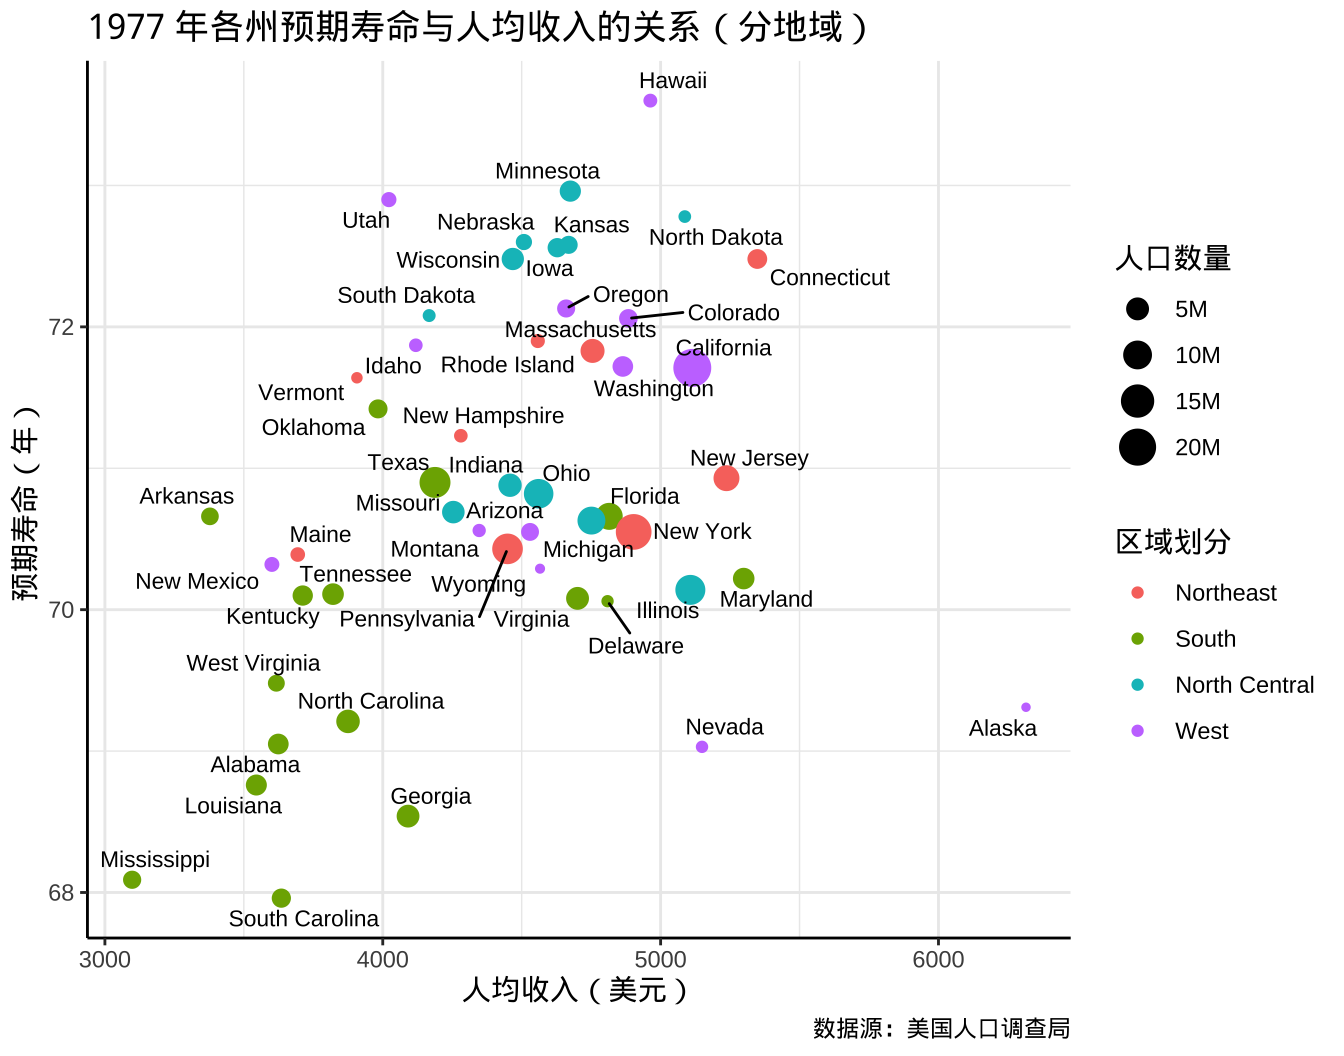 1977 年各州预期寿命与人均收入的关系（分地域）
Hawaii
Minnesota
Utah
Nebraska
Kansas
North Dakota
Wisconsin
Iowa
Connecticut
South Dakota
Oregon
Colorado
72
Massachusetts
California
Idaho
Rhode Island
Vermont
Washington
New Hampshire
Oklahoma
Texas
Indiana
Ohio
New Jersey
Arkansas
Missouri
Arizona
Florida
Maine
Montana
Michigan
New York
New Mexico
Tennessee
Wyoming
70
Kentucky
Pennsylvania
Virginia
Illinois
Maryland
Delaware
West Virginia
North Carolina
Nevada
Alaska
Alabama
Louisiana
Georgia
Mississippi
68
South Carolina
3000
4000
5000
6000
预期寿命（年）
人均收入（美元）
人口数量
5M
10M
15M
20M
区域划分
Northeast
South
North Central
West
数据源：美国人口调查局